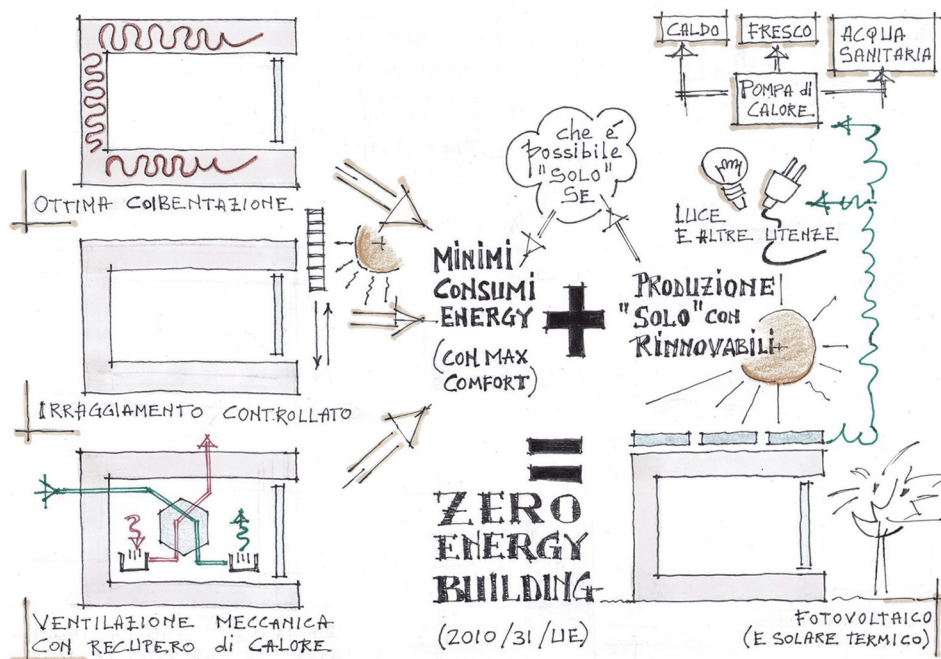 OTTIMA COIBENTAZIONE
IRRAGGIAMENTO CONTROLLATO
VENTILAZIONE MECCANICA
CON RECUPERO di CALORE
che é
possibile
"SOLO"
SE
MINIMI
CONSUMI
ENERGY
(CON MAX
COMFORT)
+
PRODUZIONE
"SOLO" CON
RINNOVABILI
=
ZERO
ENERGY
BUILDING
(2010/31/UE)
CALDO
FRESCO
ACQUA
SANITARIA
POMPA di
CALORE
LUCE
E ALTRE UTENZE
FOTOVOLTAICO
(E SOLARE TERMICO)